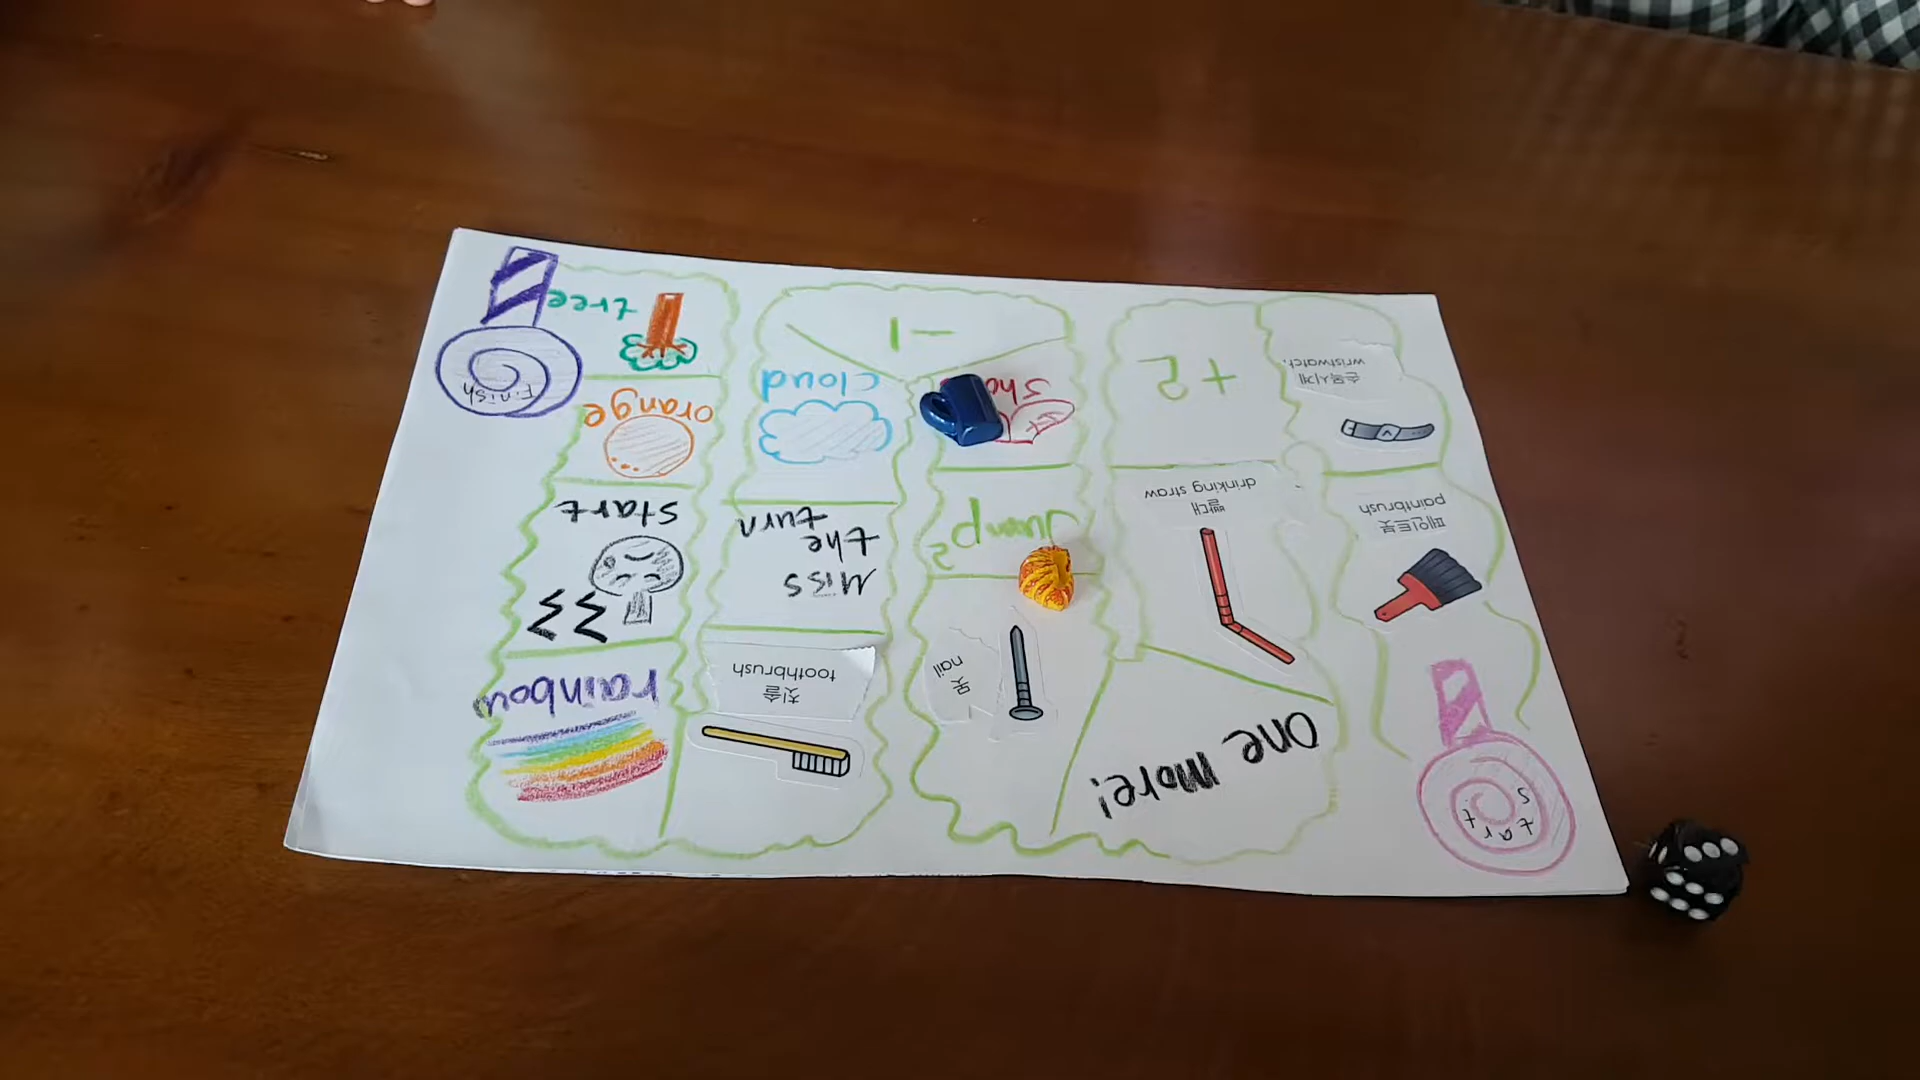 start
페인트붓
paintbrush
손목시계
wristwatch
+2
빨대
drinking straw
One more!
못
nail
Jump
-1
cloud
Miss
the
turn
칫솔
toothbrush
rainbow
start
orange
tree
Finish